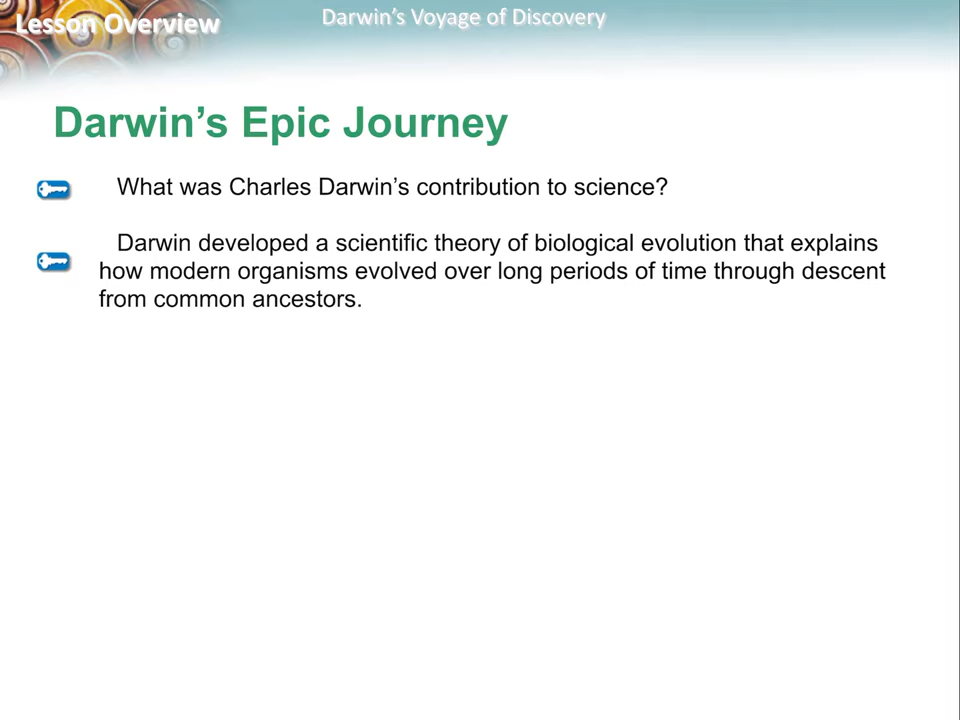 Lesson Overview
Darwin’s Voyage of Discovery
Darwin’s Epic Journey
What was Charles Darwin’s contribution to science?
Darwin developed a scientific theory of biological evolution that explains
how modern organisms evolved over long periods of time through descent
from common ancestors.